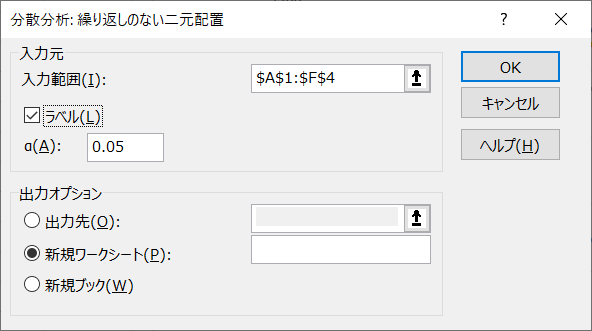 分散分析: 繰り返しのない二元配置
入力元
入力範囲(I): $A$1:$F$4
ラベル(L)
α(A): 0.05
OK
キャンセル
ヘルプ(H)
出力オプション
出力先(O):
新規ワークシート(P):
新規ブック(W)